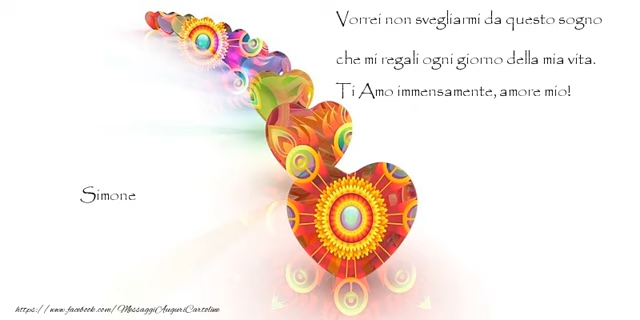 Vorrei non svegliarmi da questo sogno
che mi regali ogni giorno della mia vita.
Ti Amo immensamente, amore mio!
Simone
https://www.facebook.com/MessaggiAuguriCartoline